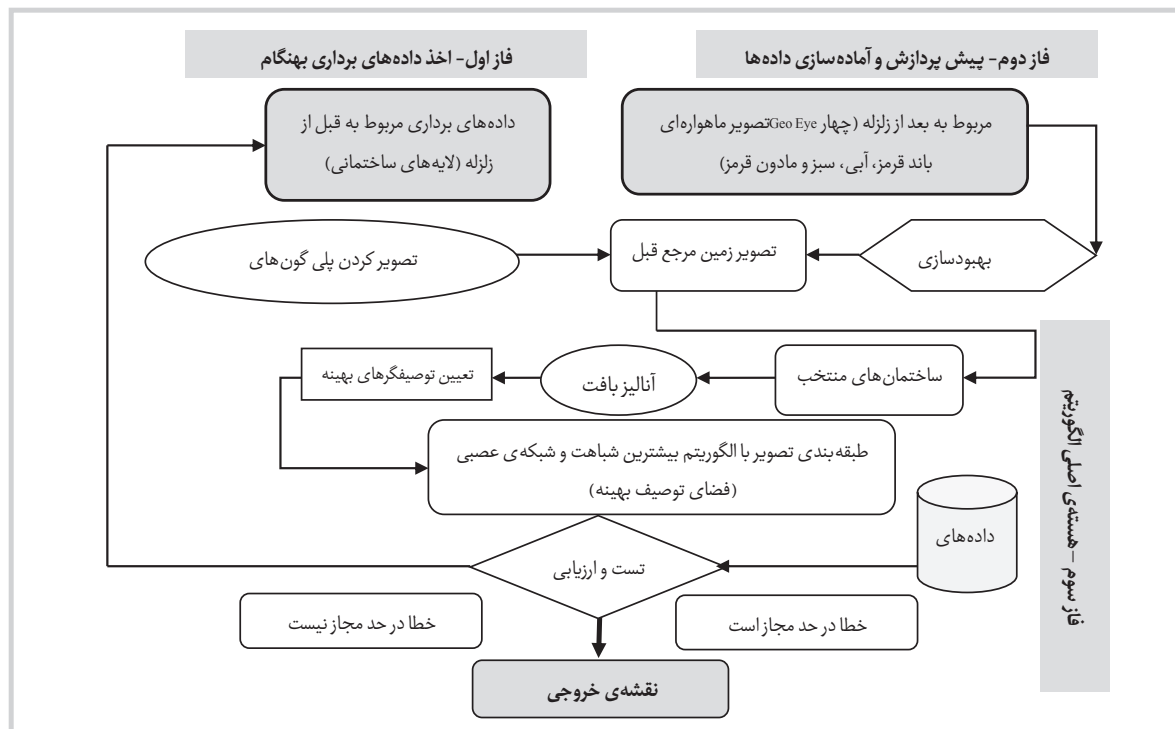 فاز دوم- پیش پردازش و آماده‌سازی داده‌ها
فاز اول- اخذ داده‌های برداری بهنگام
مربوط به بعد از زلزله (چهار Geo Eyeتصویر ماهواره‌ای
باند قرمز، آبی، سبز و مادون قرمز)
داده‌های برداری مربوط به قبل از
زلزله (لایه‌های ساختمانی)
بهبودسازی
تصویر زمین مرجع قبل
تصویر کردن پلی گون‌های
ساختمان‌های منتخب
آنالیز بافت
تعیین توصیفگرهای بهینه
طبقه‌بندی تصویر با الگوریتم بیشترین شباهت و شبکه‌ی عصبی
(فضای توصیف بهینه)
فاز سوم – هسته‌ی اصلی الگوریتم
داده‌های
تست و ارزیابی
خطا در حد مجاز است
خطا در حد مجاز نیست
نقشه‌ی خروجی